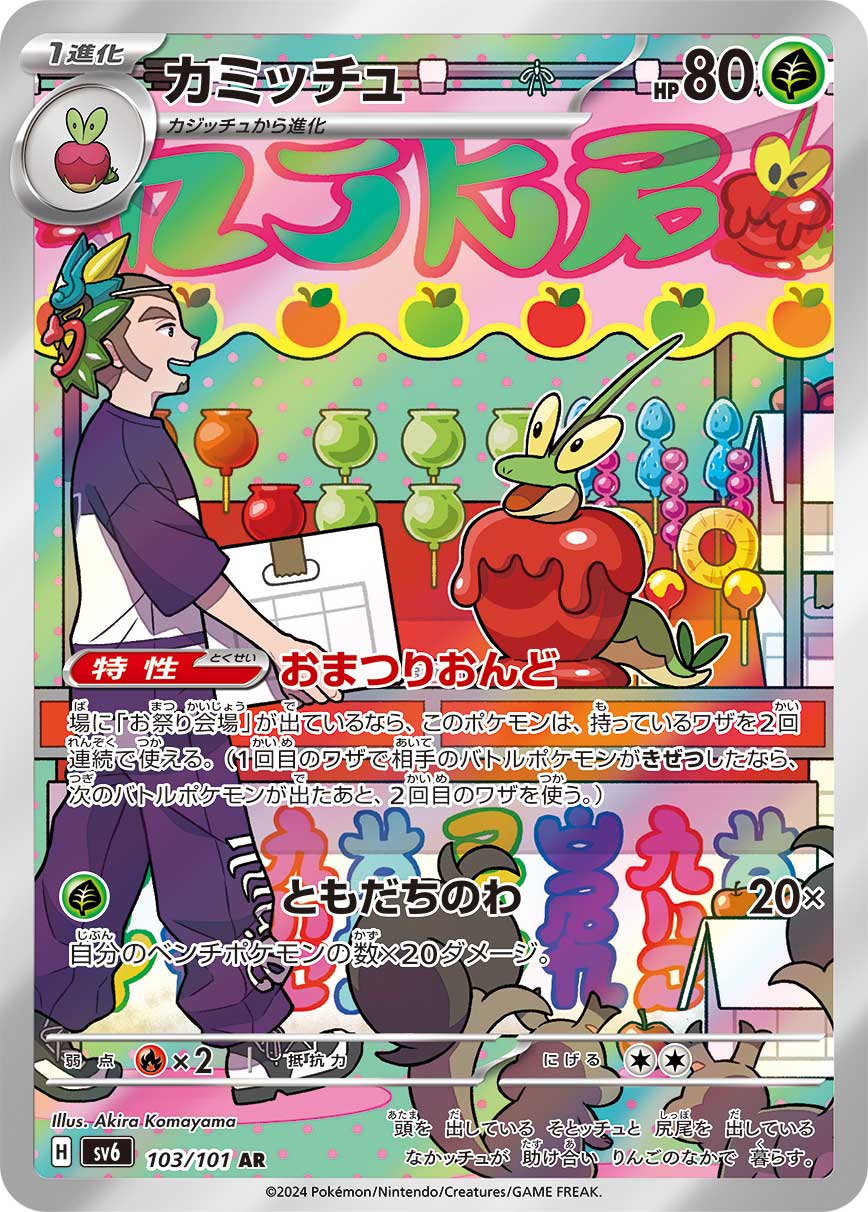 1進化
カミッチュ
HP 80
カジッチュから進化
特性 とくせい おまつりおんど
場に「お祭り会場」が出ているなら、このポケモンは、持っているワザを2回
連続で使える。(1回目のワザで相手のバトルポケモンがきぜつしたなら、
次のバトルポケモンが出たあと、2回目のワザを使う。)
ともだちのわ 20×
自分のベンチポケモンの数×20ダメージ。
弱点 ×2 抵抗力 にげる
Illus. Akira Komayama
頭を 出している そとッチュと 尻尾を 出している
なかッチュが 助け合い りんごのなかで 暮らす。
H sv6 103/101 AR
©2024 Pokémon/Nintendo/Creatures/GAME FREAK.